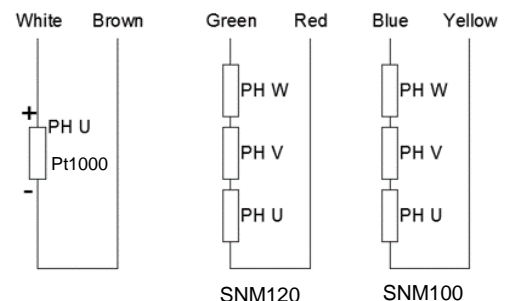 White Brown Green Red Blue Yellow
+
PH U
Pt1000
-
PH W PH W
PH V PH V
PH U PH U
SNM120 SNM100